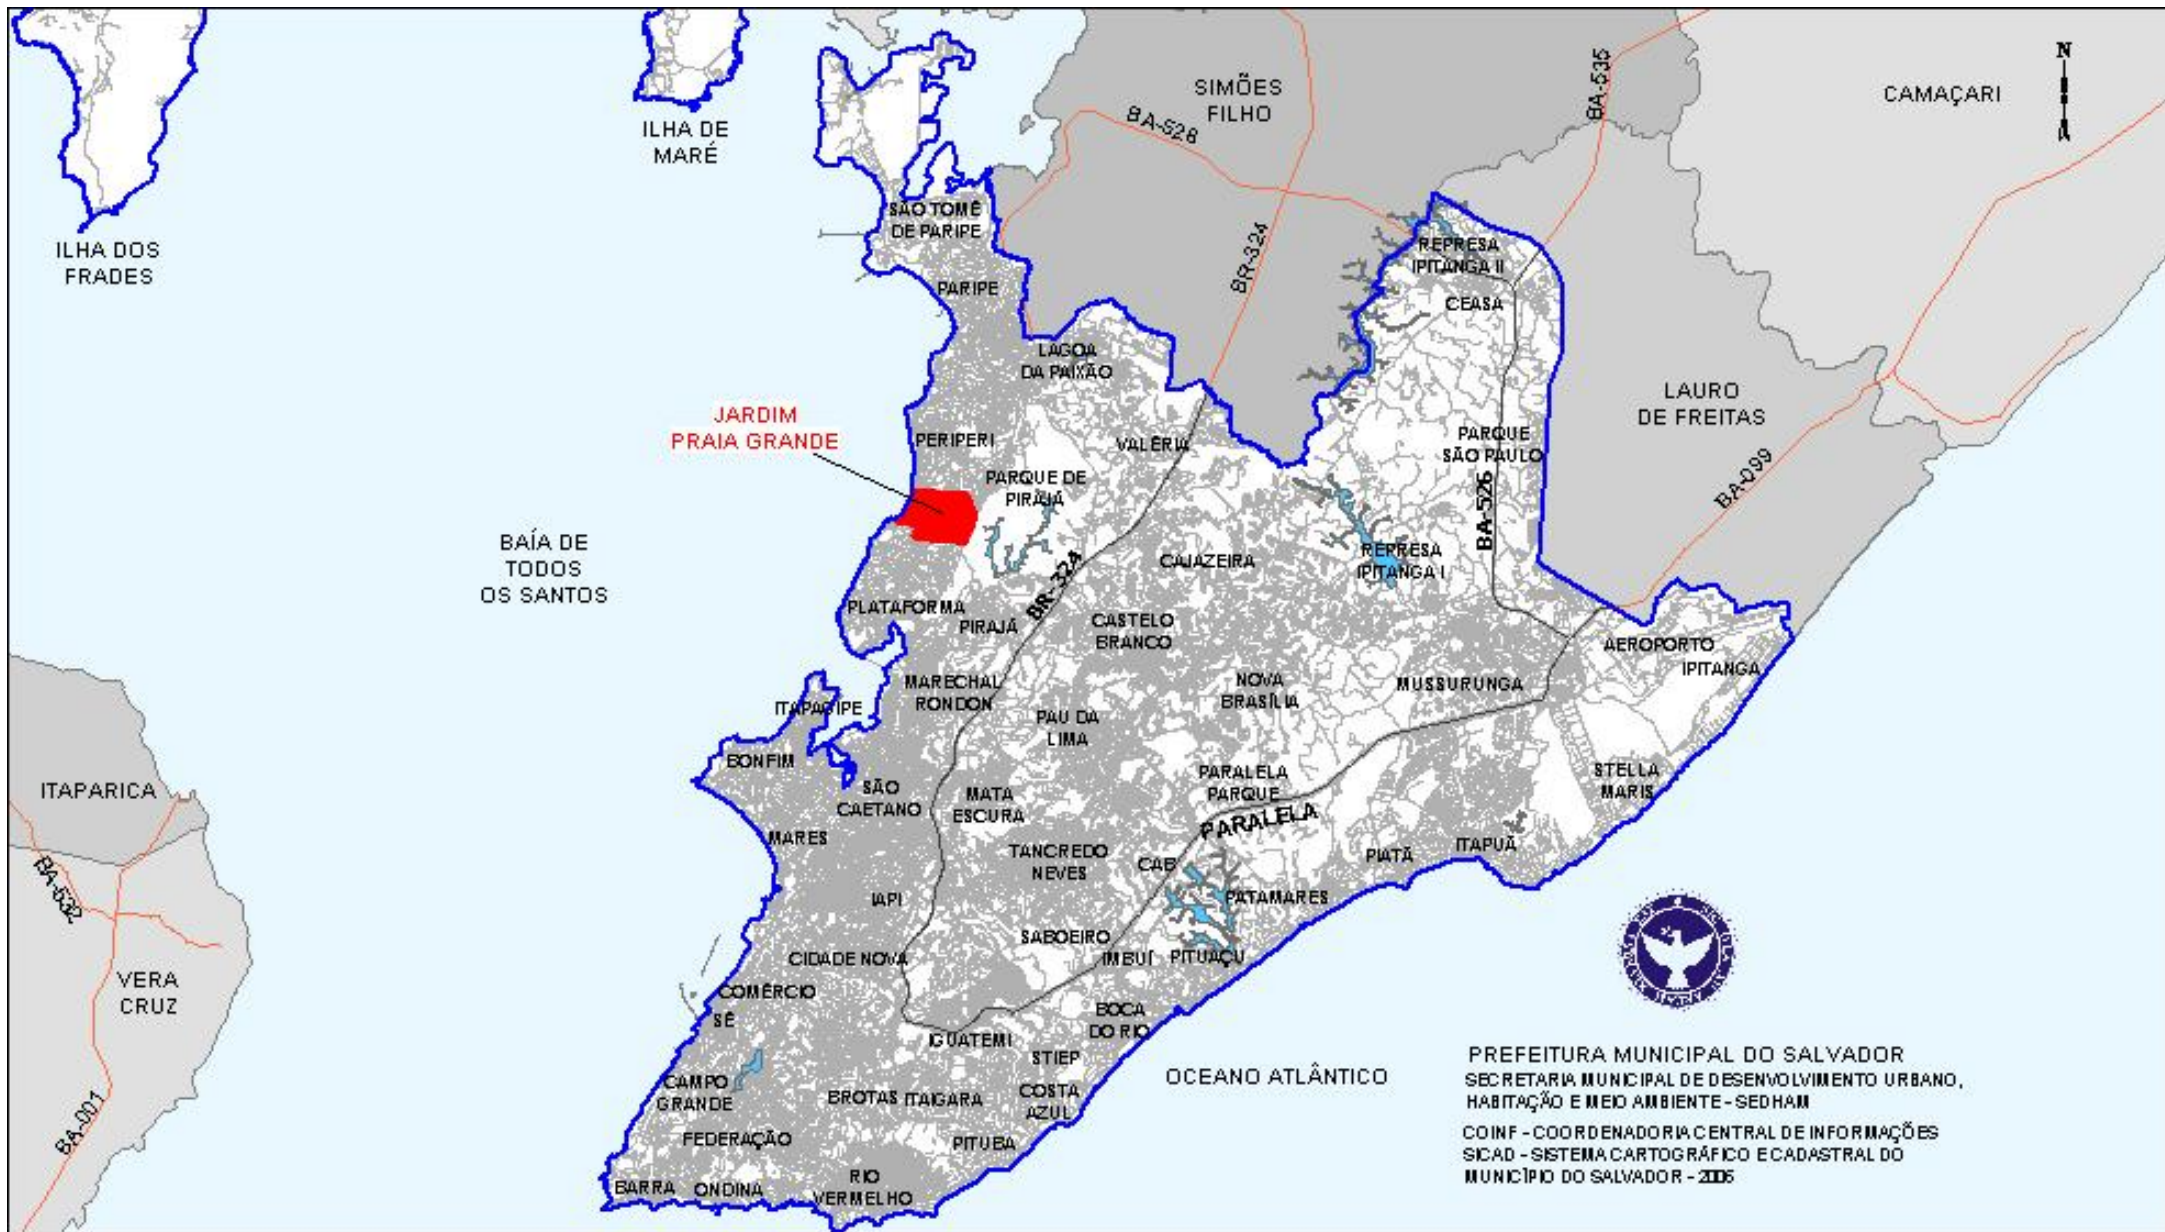 N
SIMÕES
FILHO
BA-535
CAMAÇARI
BA-526
ILHA DE
MARÉ
ILHA DOS
FRADES
SÃO TOMÉ
DE PARIPE
BR-324
REPRESA
IPITANGA II
PARIPE
CEASA
LAGOA
DA PAIXÃO
LAURO
DE FREITAS
JARDIM
PRAIA GRANDE
PERIPERI
VALÉRIA
PARQUE
SÃO PAULO
PARQUE DE
PIRAJÁ
BA-099
BA-526
BAÍA DE
TODOS
OS SANTOS
CAJAZEIRA
REPRESA
IPITANGA I
BR-324
PLATAFORMA
PIRAJÁ
CASTELO
BRANCO
AEROPORTO
IPITANGA
MARECHAL
RONDON
NOVA
BRASÍLIA
MUSSURUNGA
ITAPAGIPE
PAU DA
LIMA
BONFIM
PARALELA
PARQUE
STELLA
MARIS
ITAPARICA
SÃO
CAETANO
MATA
ESCURA
PARALELA
MARES
TANCREDO
NEVES
CAB
PIATÃ
ITAPUÃ
BA-532
IAPI
PATAMARES
SABOEIRO
IMBUÍ
PITUAÇU
CIDADE NOVA
VERA
CRUZ
COMÉRCIO
SÉ
BOCA
DO RIO
IGUATEMI
STIEP
OCEANO ATLÂNTICO
CAMPO
GRANDE
BROTAS
ITAIGARA
COSTA
AZUL
BA-001
FEDERAÇÃO
PITUBA
BARRA
ONDINA
RIO
VERMELHO
PREFEITURA MUNICIPAL DO SALVADOR
SECRETARIA MUNICIPAL DE DESENVOLVIMENTO URBANO,
HABITAÇÃO E MEIO AMBIENTE - SEDHAM
COINF - COORDENADORIA CENTRAL DE INFORMAÇÕES
SICAD - SISTEMA CARTOGRÁFICO E CADASTRAL DO
MUNICÍPIO DO SALVADOR - 2006